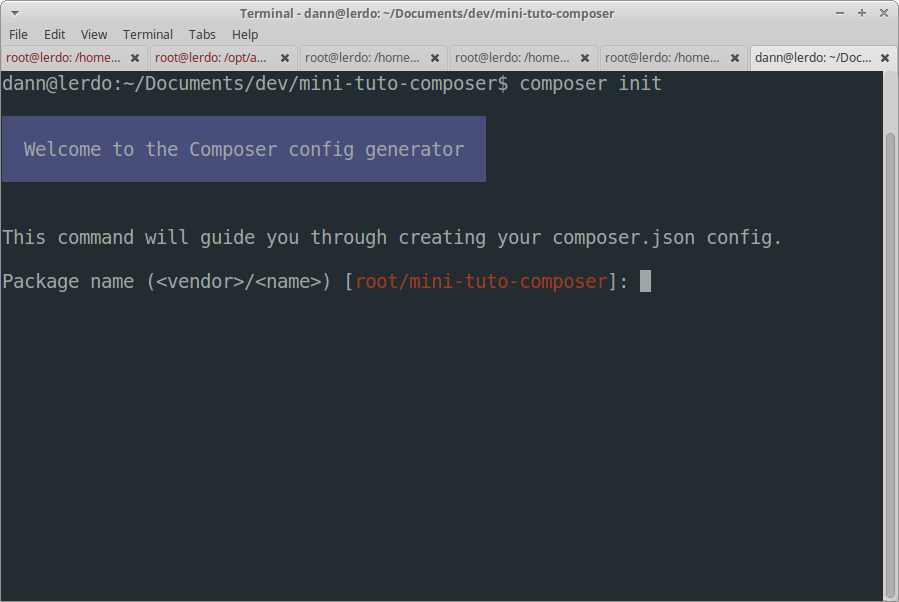 Terminal - dann@lerdo: ~/Documents/dev/mini-tuto-composer
File Edit View Terminal Tabs Help
root@lerdo: /home... root@lerdo: /opt/a... root@lerdo: /home... root@lerdo: /home... root@lerdo: /home... dann@lerdo: ~/Doc...
dann@lerdo:~/Documents/dev/mini-tuto-composer$ composer init
Welcome to the Composer config generator
This command will guide you through creating your composer.json config.
Package name (<vendor>/<name>) [root/mini-tuto-composer]: